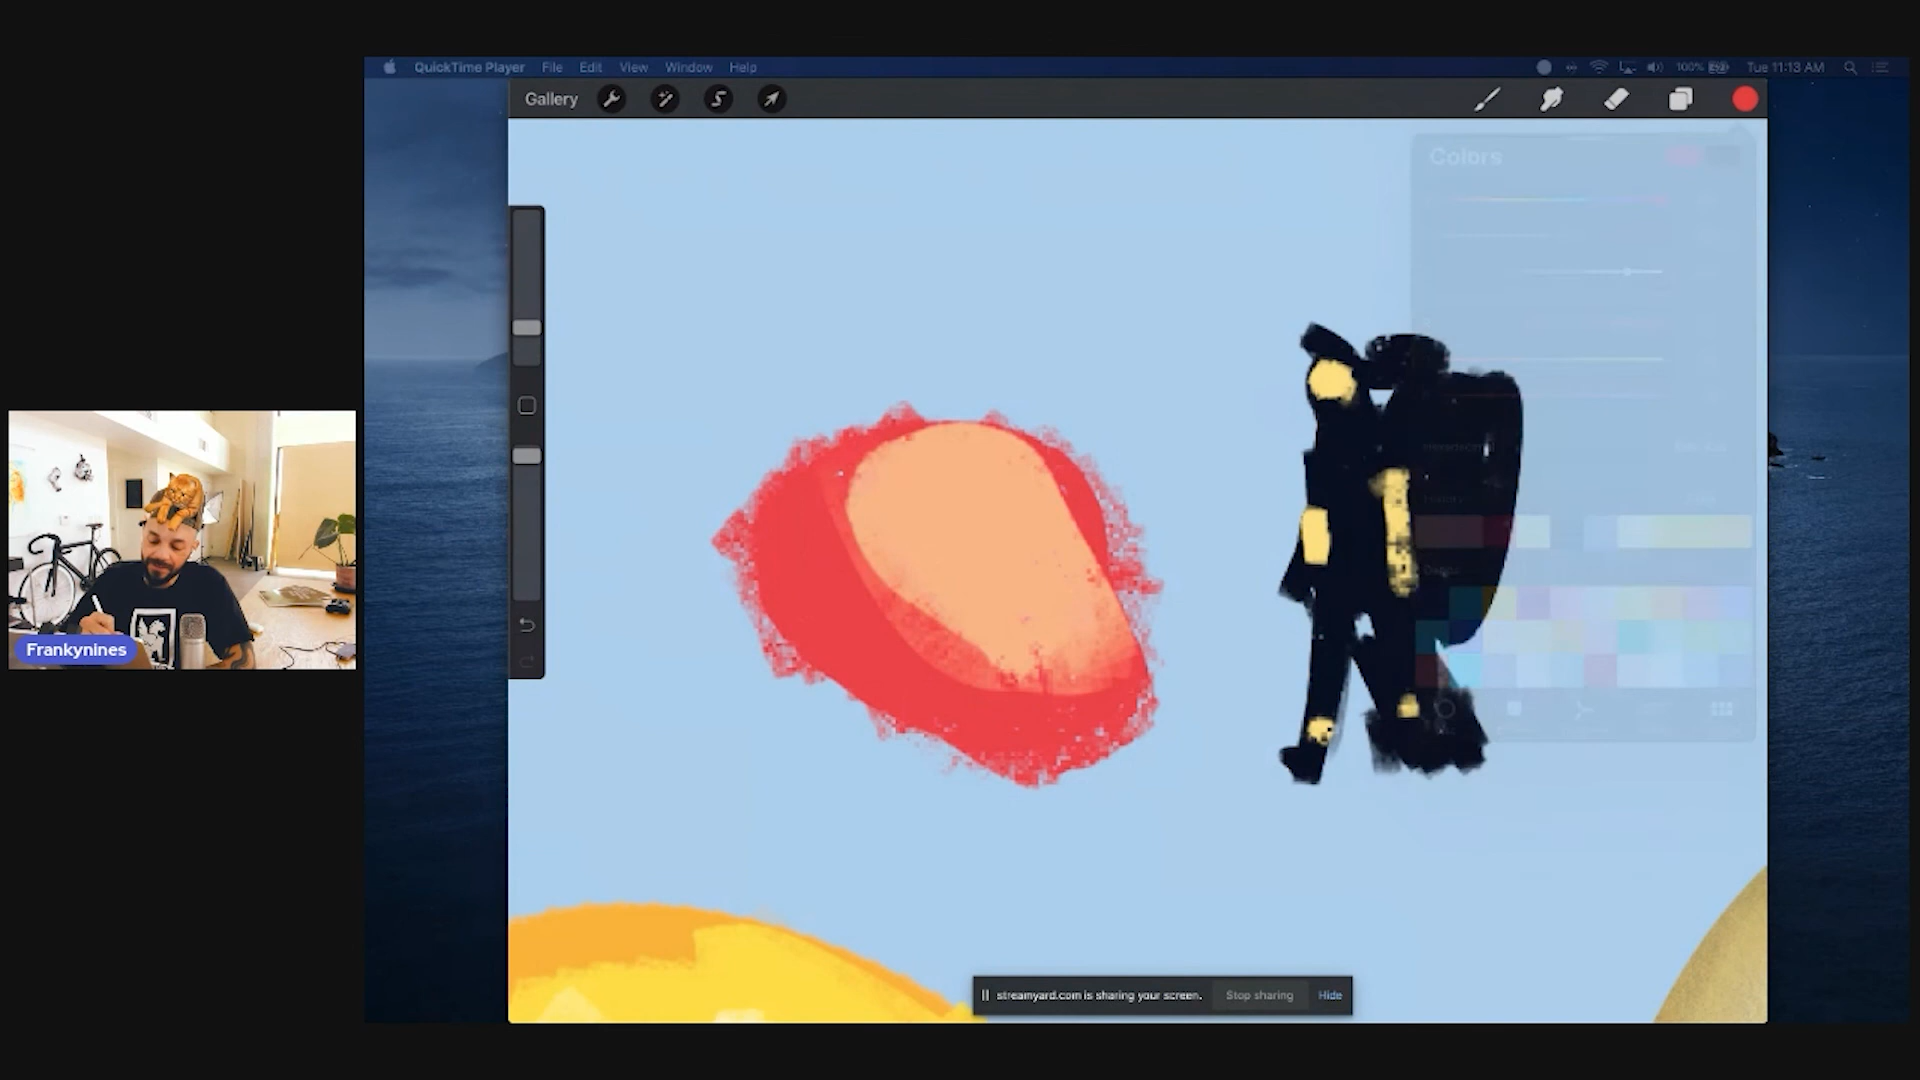 QuickTime Player File Edit View Window Help 100% Tue 11:13 AM
Gallery
Colors
Frankynines
streamyard.com is sharing your screen. Stop sharing Hide